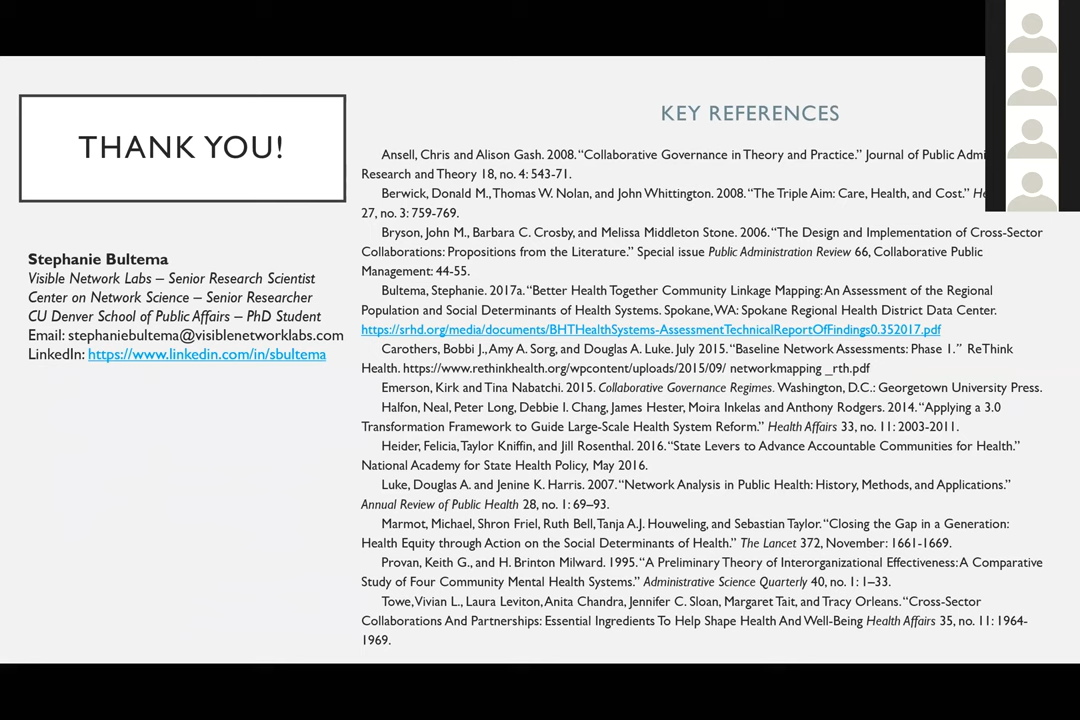 THANK YOU!
Stephanie Bultema
Visible Network Labs – Senior Research Scientist
Center on Network Science – Senior Researcher
CU Denver School of Public Affairs – PhD Student
Email: stephaniebultema@visiblenetworklabs.com
LinkedIn: https://www.linkedin.com/in/sbultema
KEY REFERENCES
Ansell, Chris and Alison Gash. 2008. “Collaborative Governance in Theory and Practice.” Journal of Public
Research and Theory 18, no. 4: 543-71.
Berwick, Donald M., Thomas W. Nolan, and John Whittington. 2008. “The Triple Aim: Care, Health, and Cost.”
27, no. 3: 759-769.
Bryson, John M., Barbara C. Crosby, and Melissa Middleton Stone. 2006. “The Design and Implementation of Cross-Sector
Collaborations: Propositions from the Literature.” Special issue Public Administration Review 66, Collaborative Public
Management: 44-55.
Bultema, Stephanie. 2017a. “Better Health Together Community Linkage Mapping: An Assessment of the Regional
Population and Social Determinants of Health Systems. Spokane, WA: Spokane Regional Health District Data Center.
https://srhd.org/media/documents/BHTHealthSystems-AssessmentTechnicalReportOfFindings0.352017.pdf
Carothers, Bobbi J., Amy A. Sorg, and Douglas A. Luke. July 2015. “Baseline Network Assessments: Phase 1.” ReThink
Health. https://www.rethinkhealth.org/wpcontent/uploads/2015/09/ networkmapping _rth.pdf
Emerson, Kirk and Tina Nabatchi. 2015. Collaborative Governance Regimes. Washington, D.C.: Georgetown University Press.
Halfon, Neal, Peter Long, Debbie I. Chang, James Hester, Moira Inkelas and Anthony Rodgers. 2014. “Applying a 3.0
Transformation Framework to Guide Large-Scale Health System Reform.” Health Affairs 33, no. 11: 2003-2011.
Heider, Felicia, Taylor Kniffin, and Jill Rosenthal. 2016. “State Levers to Advance Accountable Communities for Health.”
National Academy for State Health Policy, May 2016.
Luke, Douglas A. and Jenine K. Harris. 2007. “Network Analysis in Public Health: History, Methods, and Applications.”
Annual Review of Public Health 28, no. 1: 69–93.
Marmot, Michael, Shron Friel, Ruth Bell, Tanja A.J. Houweling, and Sebastian Taylor. “Closing the Gap in a Generation:
Health Equity through Action on the Social Determinants of Health.” The Lancet 372, November: 1661-1669.
Provan, Keith G., and H. Brinton Milward. 1995. “A Preliminary Theory of Interorganizational Effectiveness: A Comparative
Study of Four Community Mental Health Systems.” Administrative Science Quarterly 40, no. 1: 1–33.
Towe, Vivian L., Laura Leviton, Anita Chandra, Jennifer C. Sloan, Margaret Tait, and Tracy Orleans. “Cross-Sector
Collaborations And Partnerships: Essential Ingredients To Help Shape Health And Well-Being Health Affairs 35, no. 11: 1964-
1969.